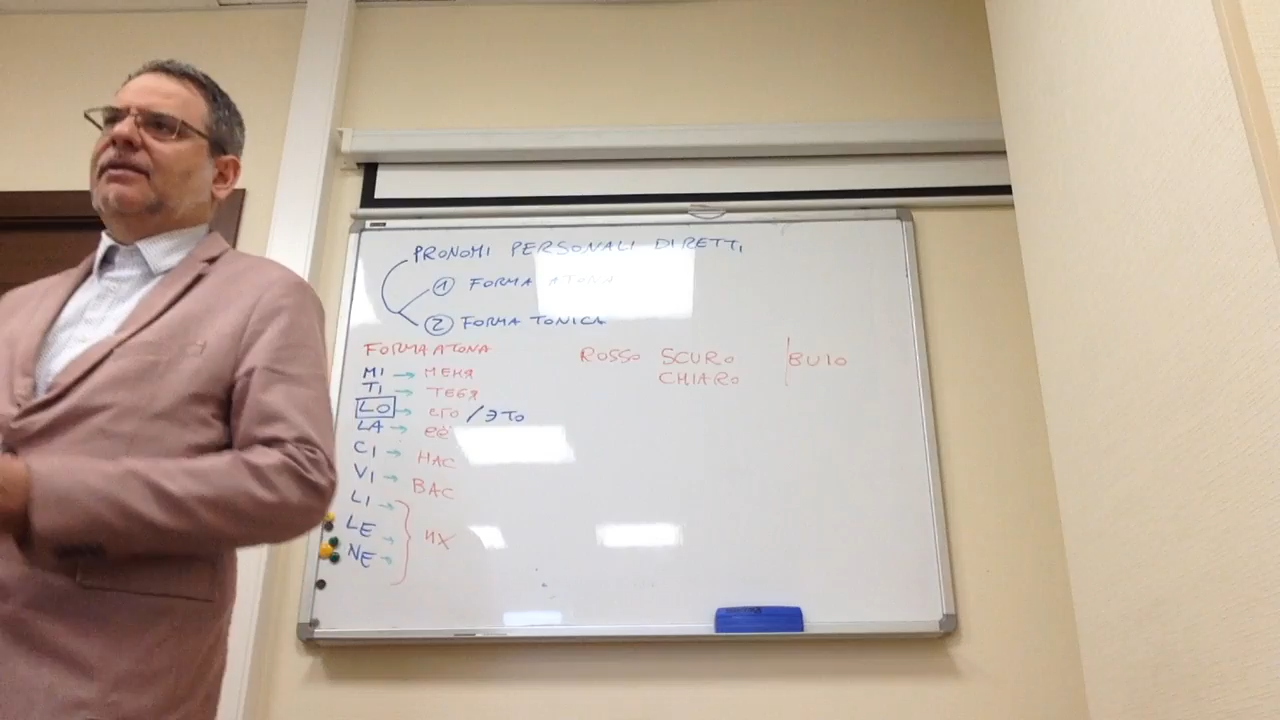 PRONOMI PERSONALI DIRETTI
① FORMA ATONA
② FORMA TONICA
FORMA ATONA
MI → МЕНЯ
TI → ТЕБЯ
LO → ЕГО / ЭТО
LA → ЕЁ
CI → НАС
VI → ВАС
LI →
LE →
NE →
ИХ
ROSSO SCURO
CHIARO
BUIO